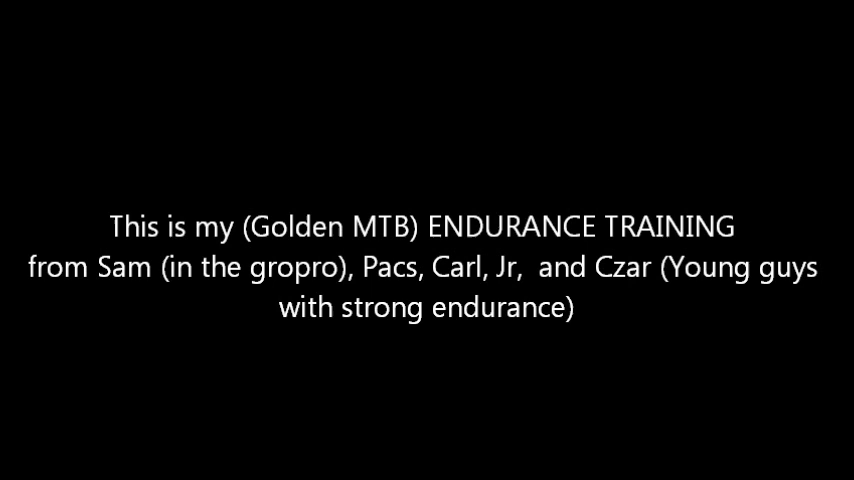 This is my (Golden MTB) ENDURANCE TRAINING
from Sam (in the gropro), Pacs, Carl, Jr,  and Czar (Young guys
with strong endurance)